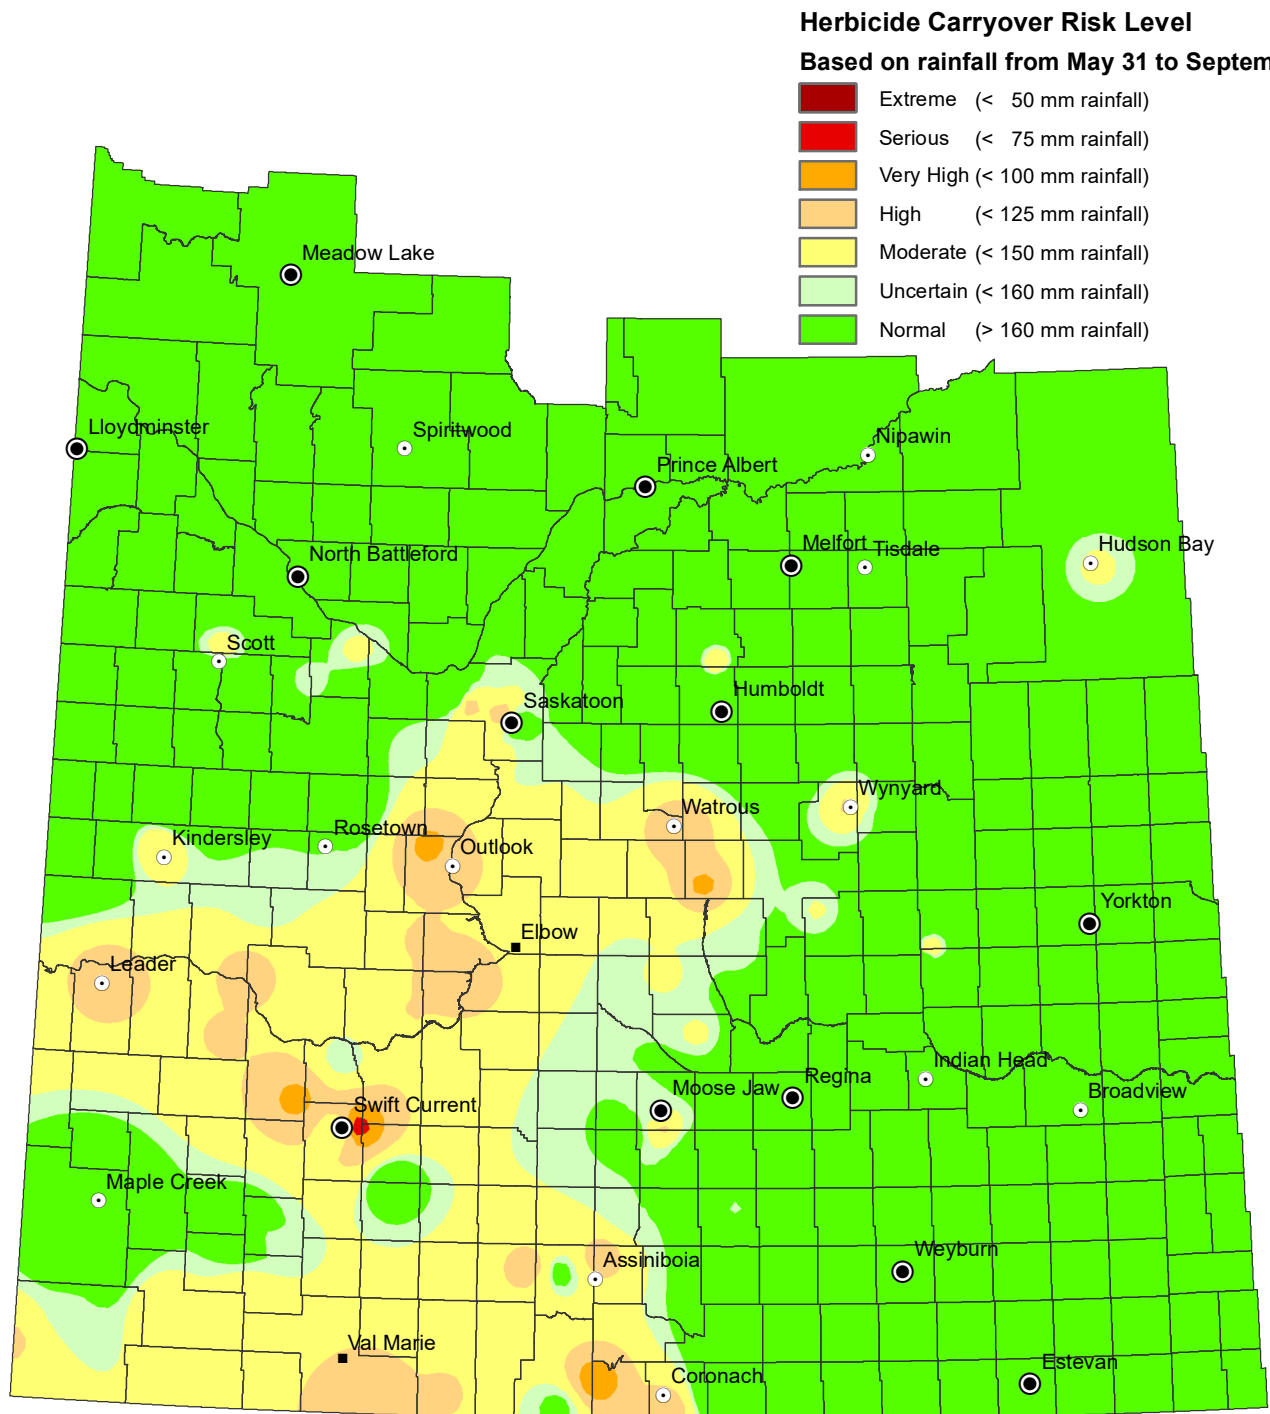 Herbicide Carryover Risk Level
Based on rainfall from May 31 to Septem
Extreme (< 50 mm rainfall)
Serious (< 75 mm rainfall)
Very High (< 100 mm rainfall)
High (< 125 mm rainfall)
Moderate (< 150 mm rainfall)
Uncertain (< 160 mm rainfall)
Normal (> 160 mm rainfall)
Meadow Lake
Lloydminster
Spiritwood
Nipawin
Prince Albert
North Battleford
Melfort
Tisdale
Hudson Bay
Scott
Saskatoon
Humboldt
Watrous
Wynyard
Kindersley
Rosetown
Outlook
Yorkton
Elbow
Leader
Indian Head
Moose Jaw
Regina
Broadview
Swift Current
Maple Creek
Weyburn
Assiniboia
Val Marie
Coronach
Estevan